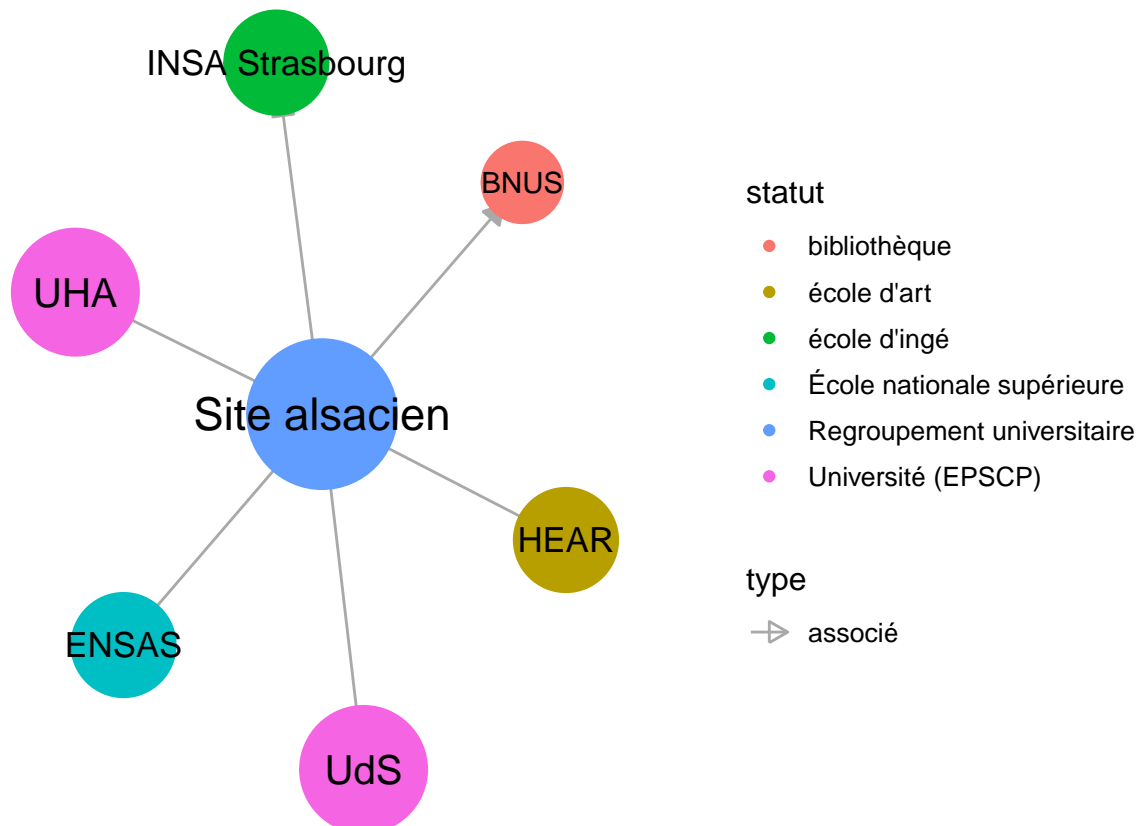 INSA Strasbourg
BNUS
UHA
Site alsacien
HEAR
ENSAS
UdS
statut
bibliothèque
école d'art
école d'ingé
École nationale supérieure
Regroupement universitaire
Université (EPSCP)
type
associé